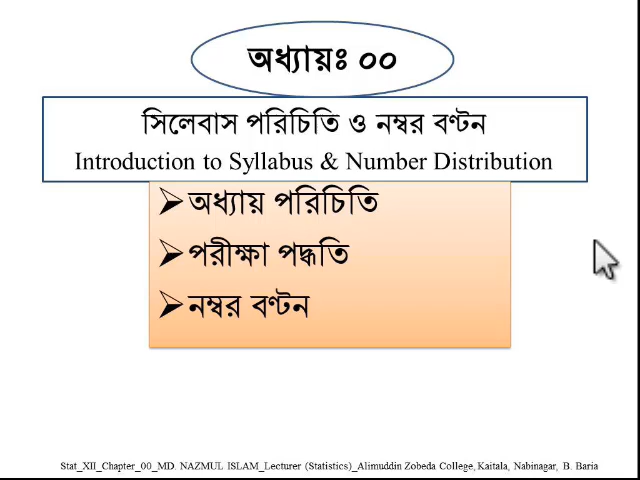 অধ্যায়ঃ ০০
সিলেবাস পরিচিতি ও নম্বর বণ্টন
Introduction to Syllabus & Number Distribution
➢অধ্যায় পরিচিতি
➢পরীক্ষা পদ্ধতি
➢নম্বর বণ্টন
Stat_XII_Chapter_00_MD. NAZMUL ISLAM_Lecturer (Statistics)_Alimuddin Zobeda College, Kaitala, Nabinagar, B. Baria